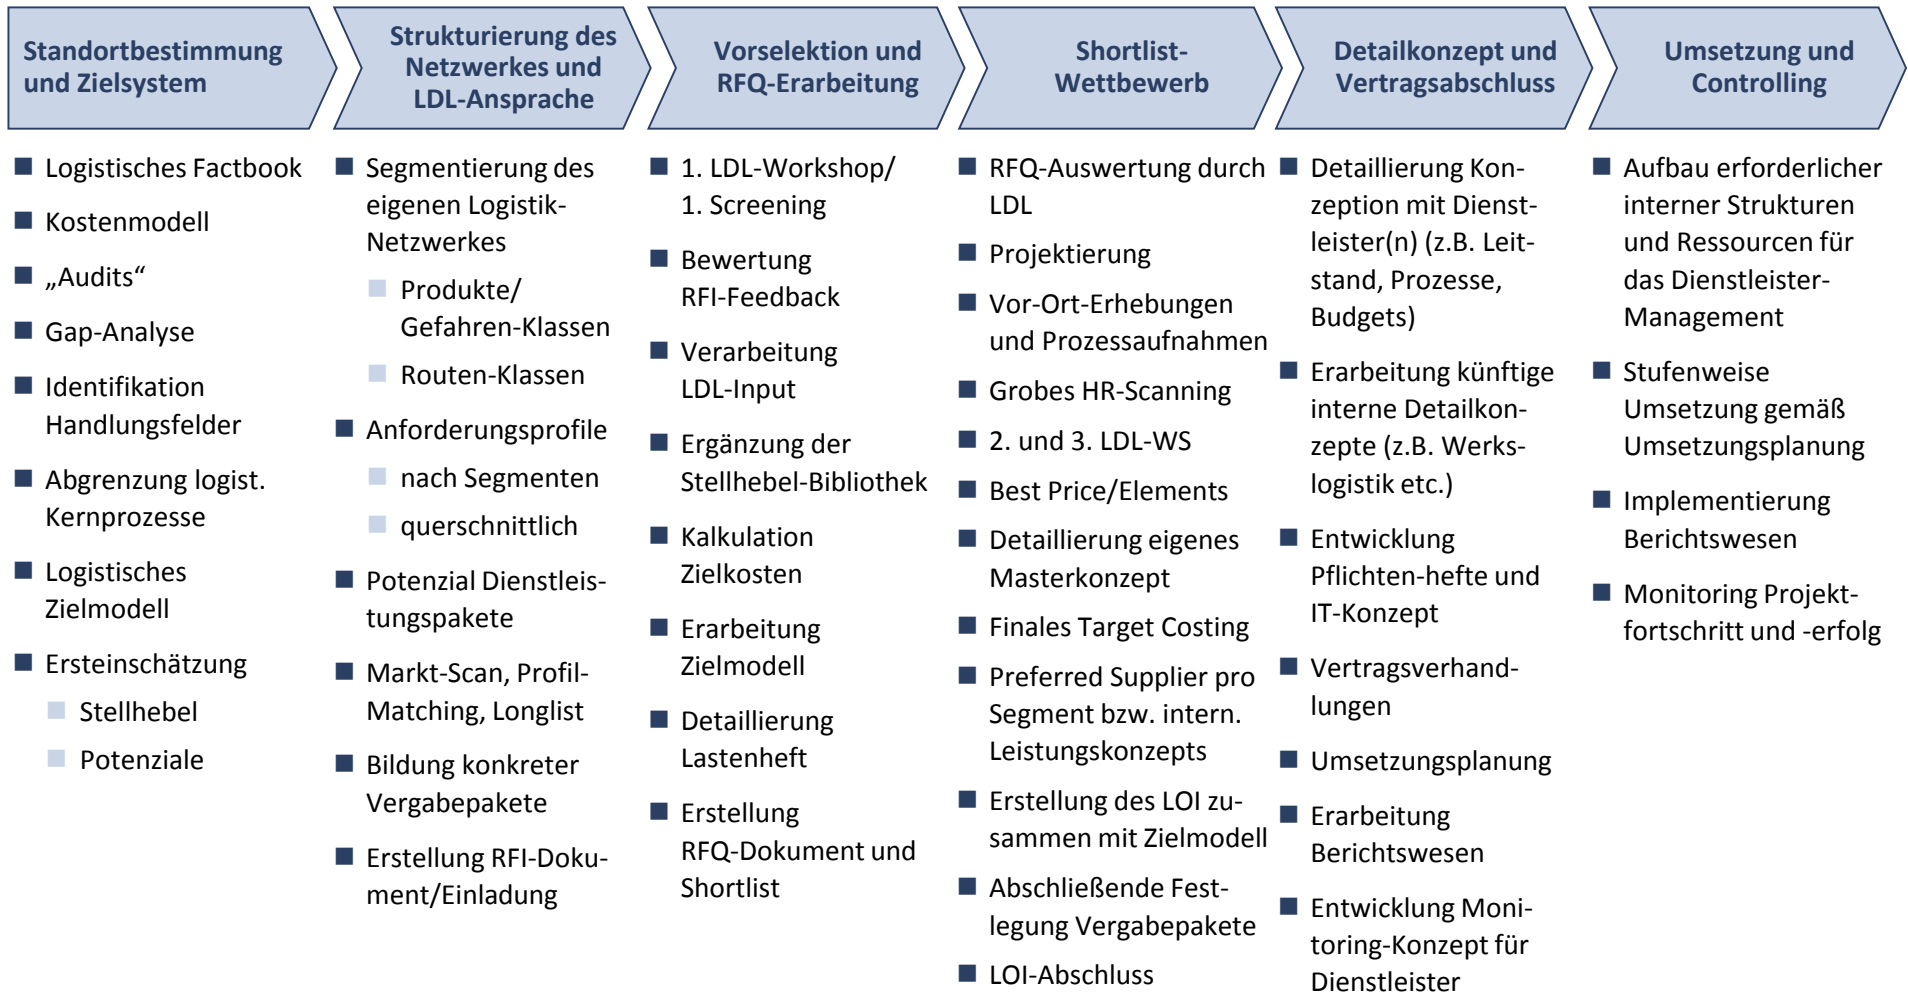 Standortbestimmung
und Zielsystem
Strukturierung des
Netzwerkes und
LDL-Ansprache
Vorselektion und
RFQ-Erarbeitung
Shortlist-
Wettbewerb
Detailkonzept und
Vertragsabschluss
Umsetzung und
Controlling
Logistisches Factbook
Kostenmodell
„Audits“
Gap-Analyse
Identifikation
Handlungsfelder
Abgrenzung logist.
Kernprozesse
Logistisches
Zielmodell
Ersteinschätzung
Stellhebel
Potenziale
Segmentierung des
eigenen Logistik-
Netzwerkes
Produkte/
Gefahren-Klassen
Routen-Klassen
Anforderungsprofile
nach Segmenten
querschnittlich
Potenzial Dienstleis-
tungspakete
Markt-Scan, Profil-
Matching, Longlist
Bildung konkreter
Vergabepakete
Erstellung RFI-Doku-
ment/Einladung
1. LDL-Workshop/
1. Screening
Bewertung
RFI-Feedback
Verarbeitung
LDL-Input
Ergänzung der
Stellhebel-Bibliothek
Kalkulation
Zielkosten
Erarbeitung
Zielmodell
Detaillierung
Lastenheft
Erstellung
RFQ-Dokument und
Shortlist
RFQ-Auswertung durch
LDL
Projektierung
Vor-Ort-Erhebungen
und Prozessaufnahmen
Grobes HR-Scanning
2. und 3. LDL-WS
Best Price/Elements
Detaillierung eigenes
Masterkonzept
Finales Target Costing
Preferred Supplier pro
Segment bzw. intern.
Leistungskonzepts
Erstellung des LOI zu-
sammen mit Zielmodell
Abschließende Fest-
legung Vergabepakete
LOI-Abschluss
Detaillierung Kon-
zeption mit Dienst-
leister(n) (z.B. Leit-
stand, Prozesse,
Budgets)
Erarbeitung künftige
interne Detailkon-
zepte (z.B. Werks-
logistik etc.)
Entwicklung
Pflichten-hefte und
IT-Konzept
Vertragsverhand-
lungen
Umsetzungsplanung
Erarbeitung
Berichtswesen
Entwicklung Moni-
toring-Konzept für
Dienstleister
Aufbau erforderlicher
interner Strukturen
und Ressourcen für
das Dienstleister-
Management
Stufenweise
Umsetzung gemäß
Umsetzungsplanung
Implementierung
Berichtswesen
Monitoring Projekt-
fortschritt und -erfolg